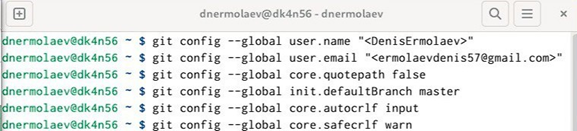 dnermolaev@dk4n56 - dnermolaev
dnermolaev@dk4n56 ~ $ git config --global user.name "<DenisErmolaev>"
dnermolaev@dk4n56 ~ $ git config --global user.email "<ermolaevdenis57@gmail.com>"
dnermolaev@dk4n56 ~ $ git config --global core.quotepath false
dnermolaev@dk4n56 ~ $ git config --global init.defaultBranch master
dnermolaev@dk4n56 ~ $ git config --global core.autocrlf input
dnermolaev@dk4n56 ~ $ git config --global core.safecrlf warn